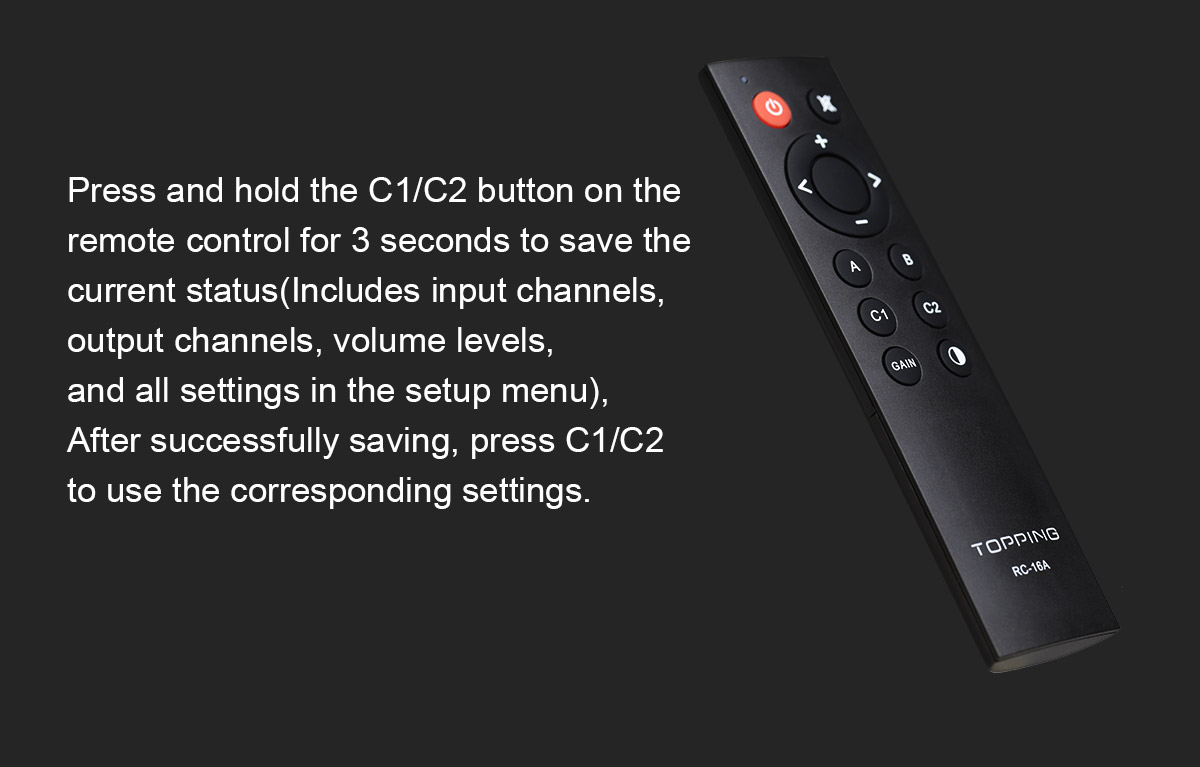 Press and hold the C1/C2 button on the
remote control for 3 seconds to save the
current status(Includes input channels,
output channels, volume levels,
and all settings in the setup menu),
After successfully saving, press C1/C2
to use the corresponding settings.
+
< >
−
A B
C1 C2
GAIN
TOPPING
RC-16A